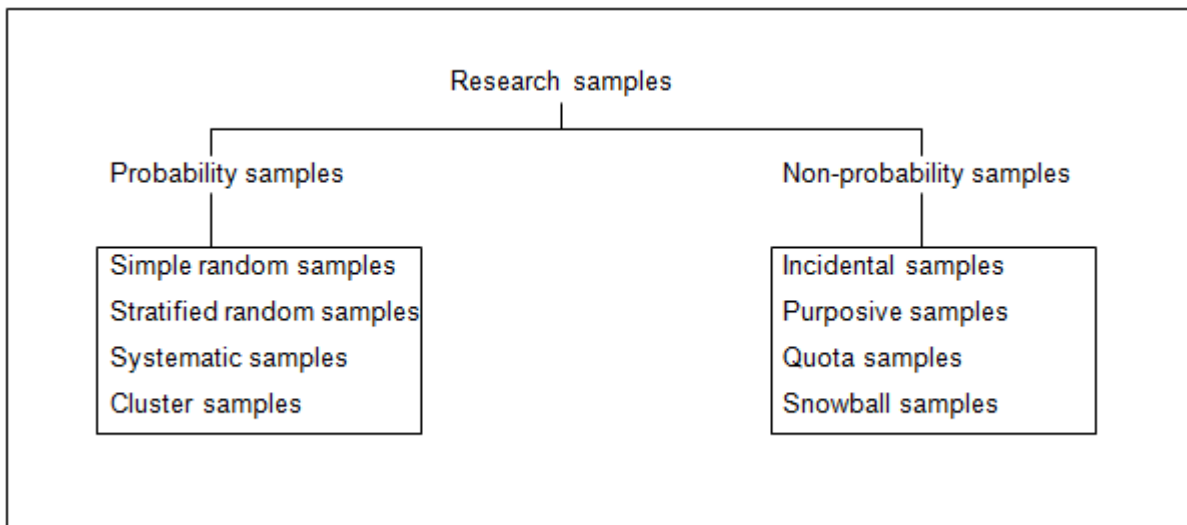 Research samples
Probability samples
Non-probability samples
Simple random samples
Stratified random samples
Systematic samples
Cluster samples
Incidental samples
Purposive samples
Quota samples
Snowball samples